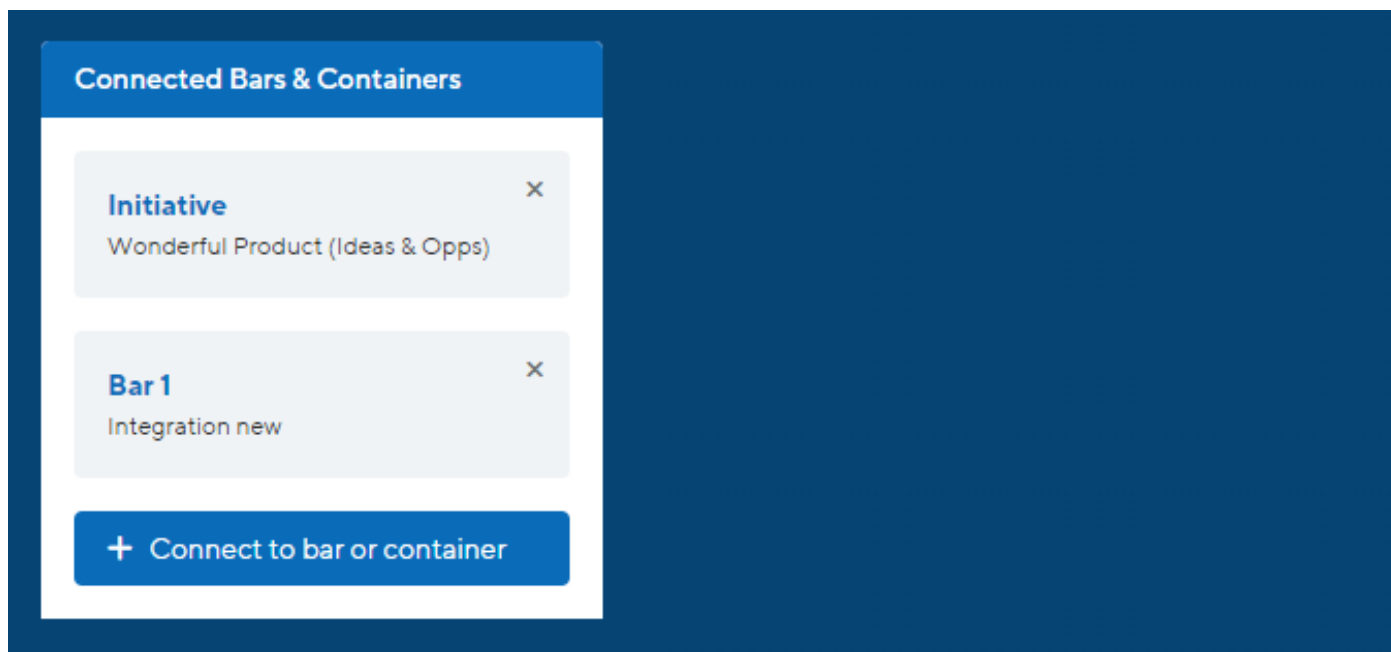 Connected Bars & Containers
Initiative
Wonderful Product (Ideas & Opps)
Bar 1
Integration new
+ Connect to bar or container